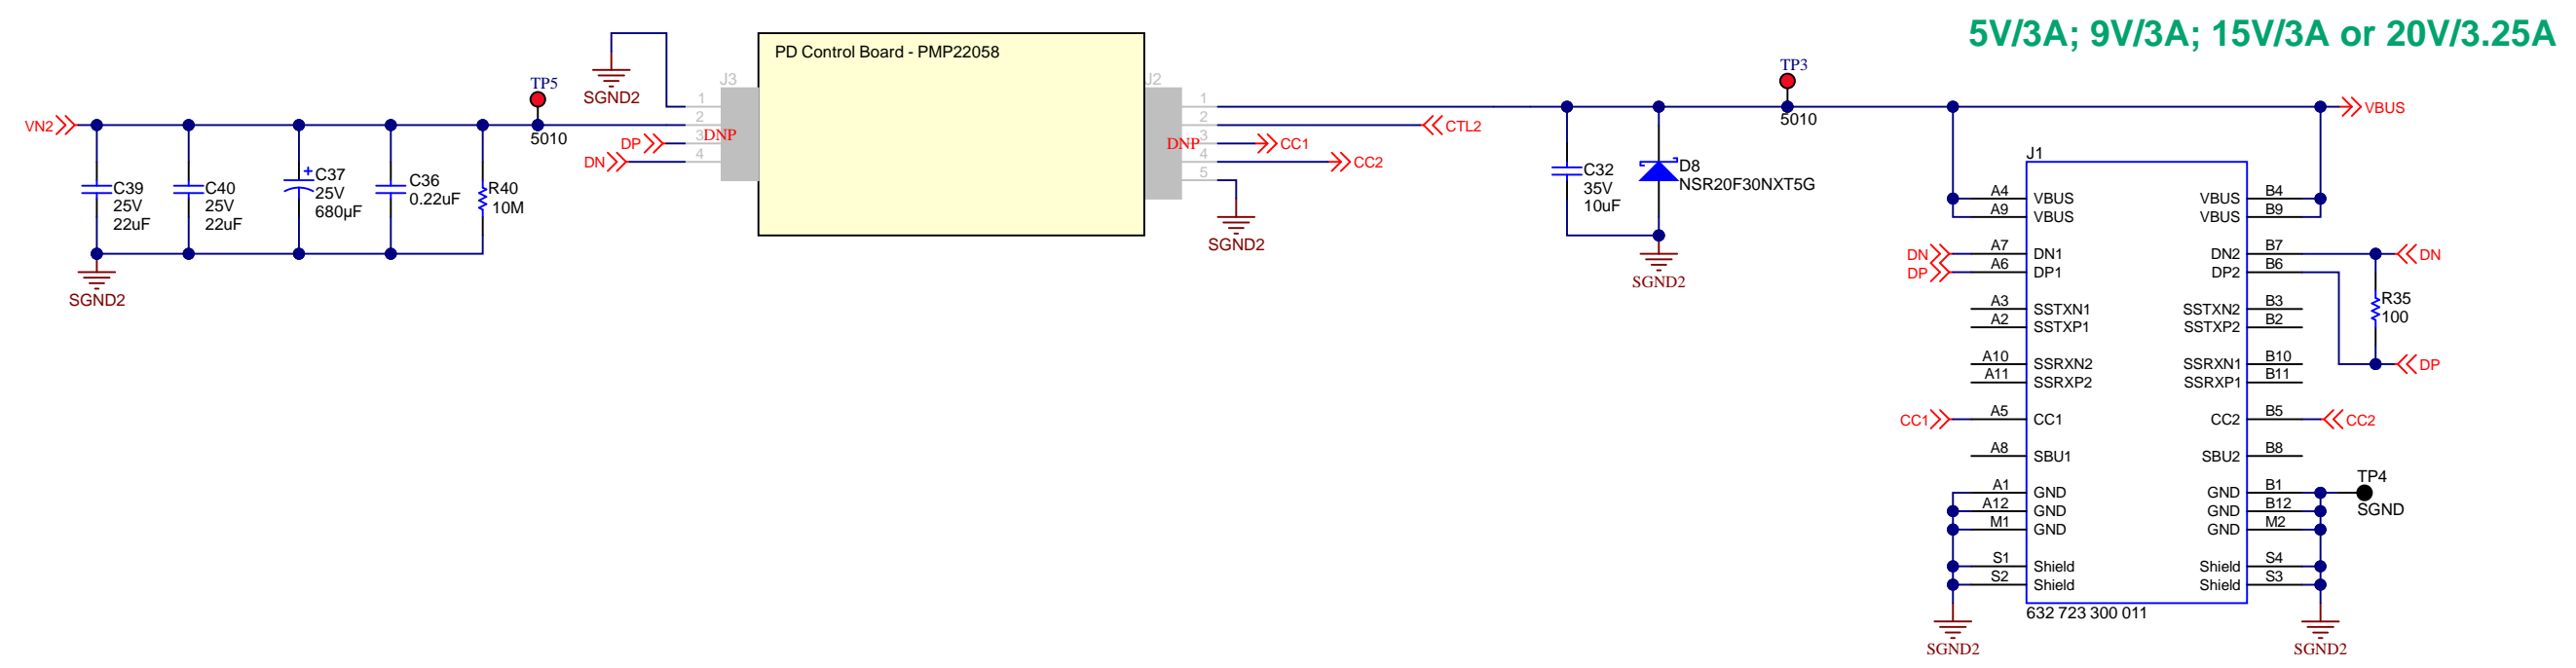 5V/3A; 9V/3A; 15V/3A or 20V/3.25A
PD Control Board - PMP22058
J3
1
2
3
4
DNP
SGND2
TP5
5010
VN2
DP
DN
C39
25V
22uF
C40
25V
22uF
C37
+
25V
680µF
C36
0.22uF
R40
10M
SGND2
J2
1
2
3
4
5
DNP
CTL2
CC1
CC2
SGND2
C32
35V
10uF
D8
NSR20F30NXT5G
SGND2
TP3
5010
VBUS
J1
A4 VBUS VBUS B4
A9 VBUS VBUS B9
DN A7 DN1 DN2 B7 DN
DP A6 DP1 DP2 B6
A3 SSTXN1 SSTXN2 B3
A2 SSTXP1 SSTXP2 B2
R35
100
A10 SSRXN2 SSRXN1 B10 DP
A11 SSRXP2 SSRXP1 B11
CC1 A5 CC1 CC2 B5 CC2
A8 SBU1 SBU2 B8
A1 GND GND B1
A12 GND GND B12
M1 GND GND M2
TP4
SGND
S1 Shield Shield S4
S2 Shield Shield S3
632 723 300 011
SGND2
SGND2